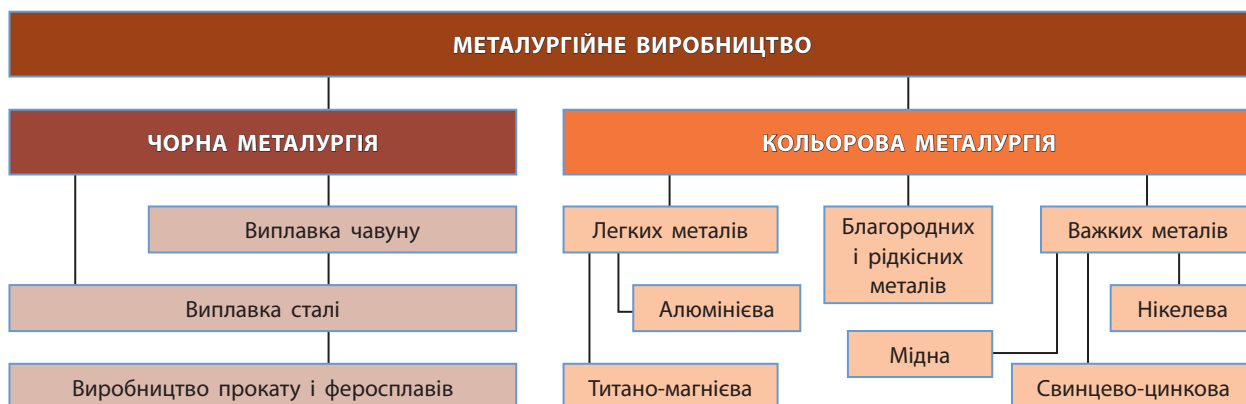 МЕТАЛУРГІЙНЕ ВИРОБНИЦТВО
ЧОРНА МЕТАЛУРГІЯ
КОЛЬОРОВА МЕТАЛУРГІЯ
Виплавка чавуну
Виплавка сталі
Виробництво прокату і феросплавів
Легких металів
Алюмінієва
Титано-магнієва
Благородних
і рідкісних
металів
Важких металів
Нікелева
Мідна
Свинцево-цинкова